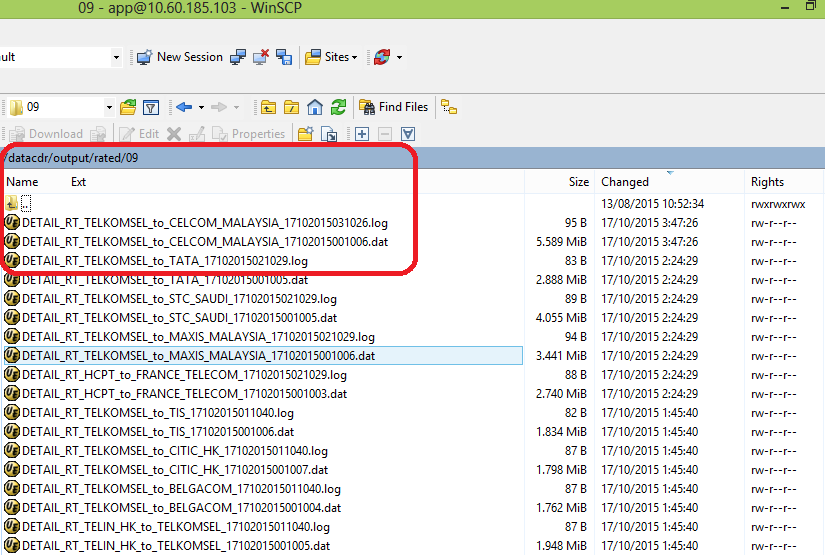 09 - app@10.60.185.103 - WinSCP
ult New Session Sites
09 Find Files
Download Edit Properties
/datacdr/output/rated/09
Name Ext Size Changed Rights
.. 13/08/2015 10:52:34 rwxrwxrwx
DETAIL_RT_TELKOMSEL_to_CELCOM_MALAYSIA_17102015031026.log 95 B 17/10/2015 3:47:26 rw-r--r--
DETAIL_RT_TELKOMSEL_to_CELCOM_MALAYSIA_17102015001006.dat 5.589 MiB 17/10/2015 3:47:26 rw-r--r--
DETAIL_RT_TELKOMSEL_to_TATA_17102015021029.log 83 B 17/10/2015 2:24:29 rw-r--r--
DETAIL_RT_TELKOMSEL_to_TATA_17102015001005.dat 2.888 MiB 17/10/2015 2:24:29 rw-r--r--
DETAIL_RT_TELKOMSEL_to_STC_SAUDI_17102015021029.log 89 B 17/10/2015 2:24:29 rw-r--r--
DETAIL_RT_TELKOMSEL_to_STC_SAUDI_17102015001005.dat 4.055 MiB 17/10/2015 2:24:29 rw-r--r--
DETAIL_RT_TELKOMSEL_to_MAXIS_MALAYSIA_17102015021029.log 94 B 17/10/2015 2:24:29 rw-r--r--
DETAIL_RT_TELKOMSEL_to_MAXIS_MALAYSIA_17102015001006.dat 3.441 MiB 17/10/2015 2:24:29 rw-r--r--
DETAIL_RT_HCPT_to_FRANCE_TELECOM_17102015021029.log 88 B 17/10/2015 2:24:29 rw-r--r--
DETAIL_RT_HCPT_to_FRANCE_TELECOM_17102015001003.dat 2.740 MiB 17/10/2015 2:24:29 rw-r--r--
DETAIL_RT_TELKOMSEL_to_TIS_17102015011040.log 82 B 17/10/2015 1:45:40 rw-r--r--
DETAIL_RT_TELKOMSEL_to_TIS_17102015001006.dat 1.834 MiB 17/10/2015 1:45:40 rw-r--r--
DETAIL_RT_TELKOMSEL_to_CITIC_HK_17102015011040.log 87 B 17/10/2015 1:45:40 rw-r--r--
DETAIL_RT_TELKOMSEL_to_CITIC_HK_17102015001007.dat 1.798 MiB 17/10/2015 1:45:40 rw-r--r--
DETAIL_RT_TELKOMSEL_to_BELGACOM_17102015011040.log 89 B 17/10/2015 1:45:40 rw-r--r--
DETAIL_RT_TELKOMSEL_to_BELGACOM_17102015001004.dat 1.762 MiB 17/10/2015 1:45:40 rw-r--r--
DETAIL_RT_TELIN_HK_to_TELKOMSEL_17102015011040.log 87 B 17/10/2015 1:45:40 rw-r--r--
DETAIL_RT_TELIN_HK_to_TELKOMSEL_17102015001005.dat 1.948 MiB 17/10/2015 1:45:40 rw-r--r--